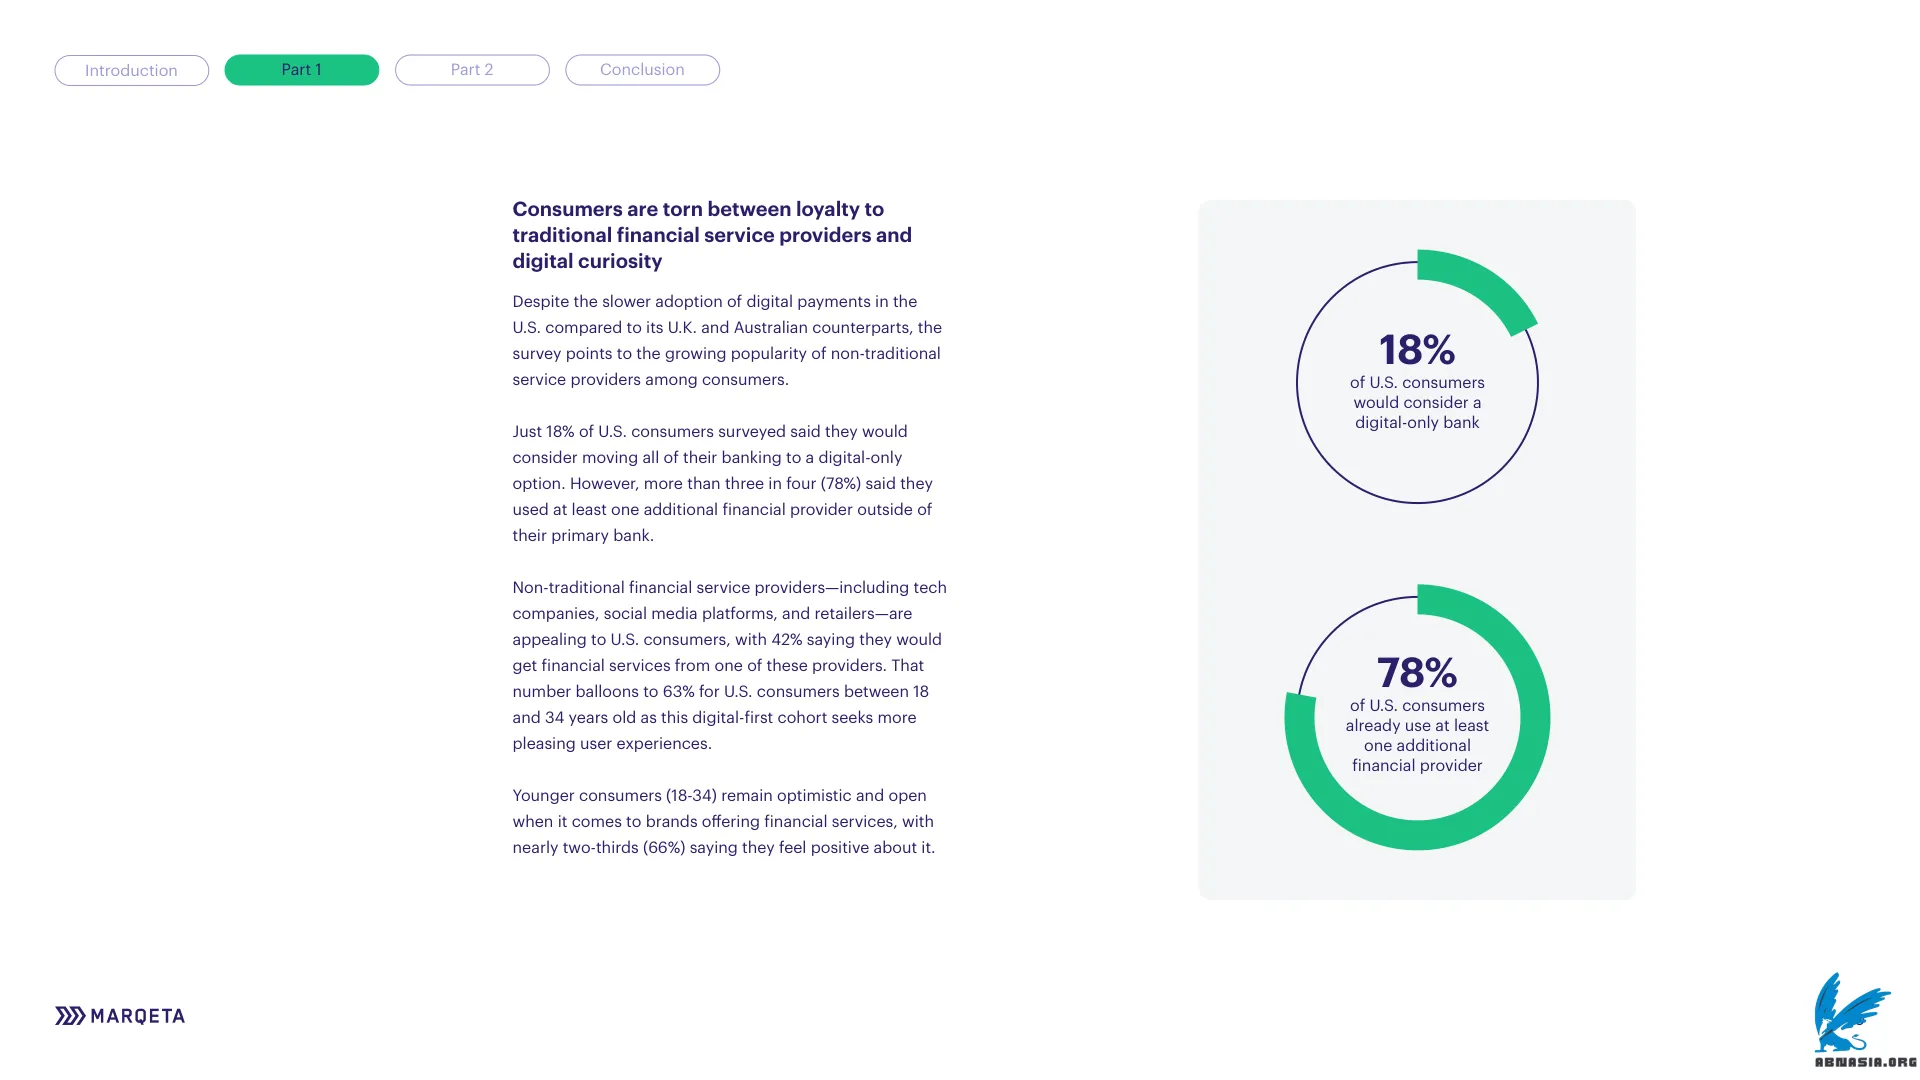 Introduction
Part 1
Part 2
Conclusion
Consumers are torn between loyalty to
traditional financial service providers and
digital curiosity
Despite the slower adoption of digital payments in the
U.S. compared to its U.K. and Australian counterparts, the
survey points to the growing popularity of non-traditional
service providers among consumers.
Just 18% of U.S. consumers surveyed said they would
consider moving all of their banking to a digital-only
option. However, more than three in four (78%) said they
used at least one additional financial provider outside of
their primary bank.
Non-traditional financial service providers—including tech
companies, social media platforms, and retailers—are
appealing to U.S. consumers, with 42% saying they would
get financial services from one of these providers. That
number balloons to 63% for U.S. consumers between 18
and 34 years old as this digital-first cohort seeks more
pleasing user experiences.
Younger consumers (18-34) remain optimistic and open
when it comes to brands offering financial services, with
nearly two-thirds (66%) saying they feel positive about it.
18%
of U.S. consumers
would consider a
digital-only bank
78%
of U.S. consumers
already use at least
one additional
financial provider
MARQETA
ABNASIA.ORG